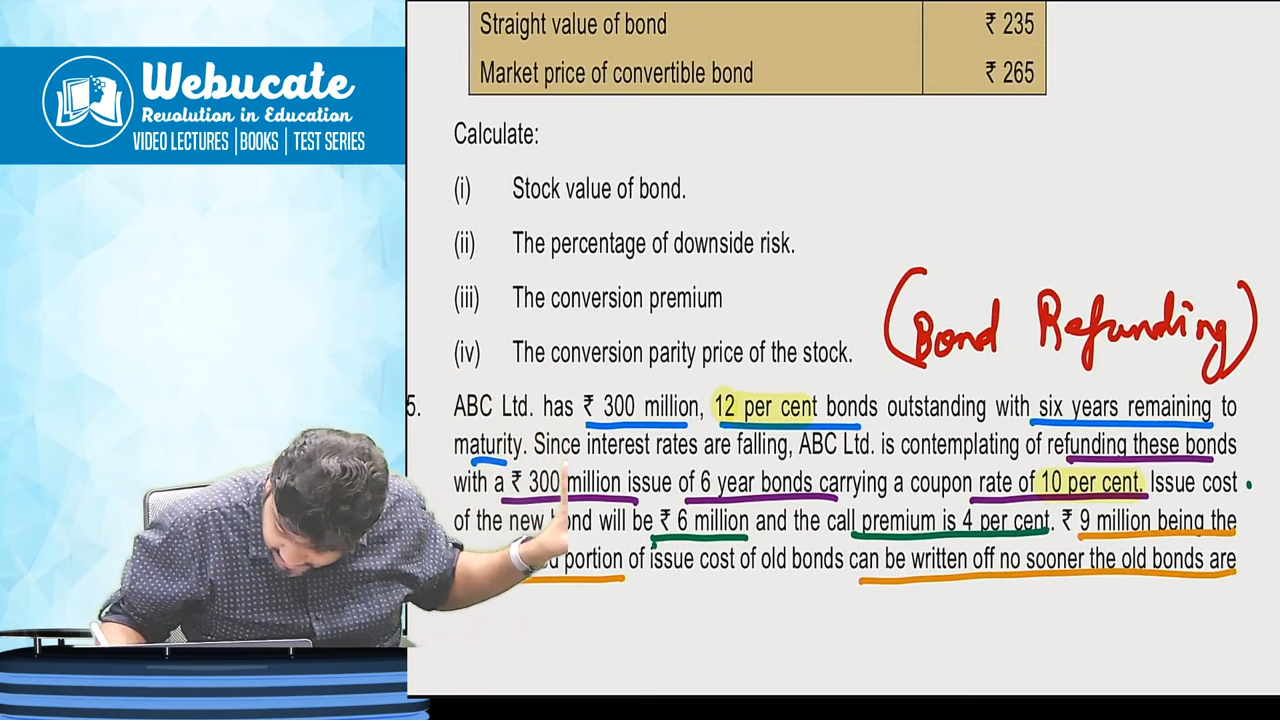 Webucate
Revolution in Education
VIDEO LECTURES | BOOKS | TEST SERIES
Straight value of bond ₹ 235
Market price of convertible bond ₹ 265
Calculate:
(i) Stock value of bond.
(ii) The percentage of downside risk.
(iii) The conversion premium
(iv) The conversion parity price of the stock.
(Bond Refunding)
5. ABC Ltd. has ₹ 300 million, 12 per cent bonds outstanding with six years remaining to
maturity. Since interest rates are falling, ABC Ltd. is contemplating of refunding these bonds
with a ₹ 300 million issue of 6 year bonds carrying a coupon rate of 10 per cent. Issue cost
of the new bond will be ₹ 6 million and the call premium is 4 per cent. ₹ 9 million being the
portion of issue cost of old bonds can be written off no sooner the old bonds are